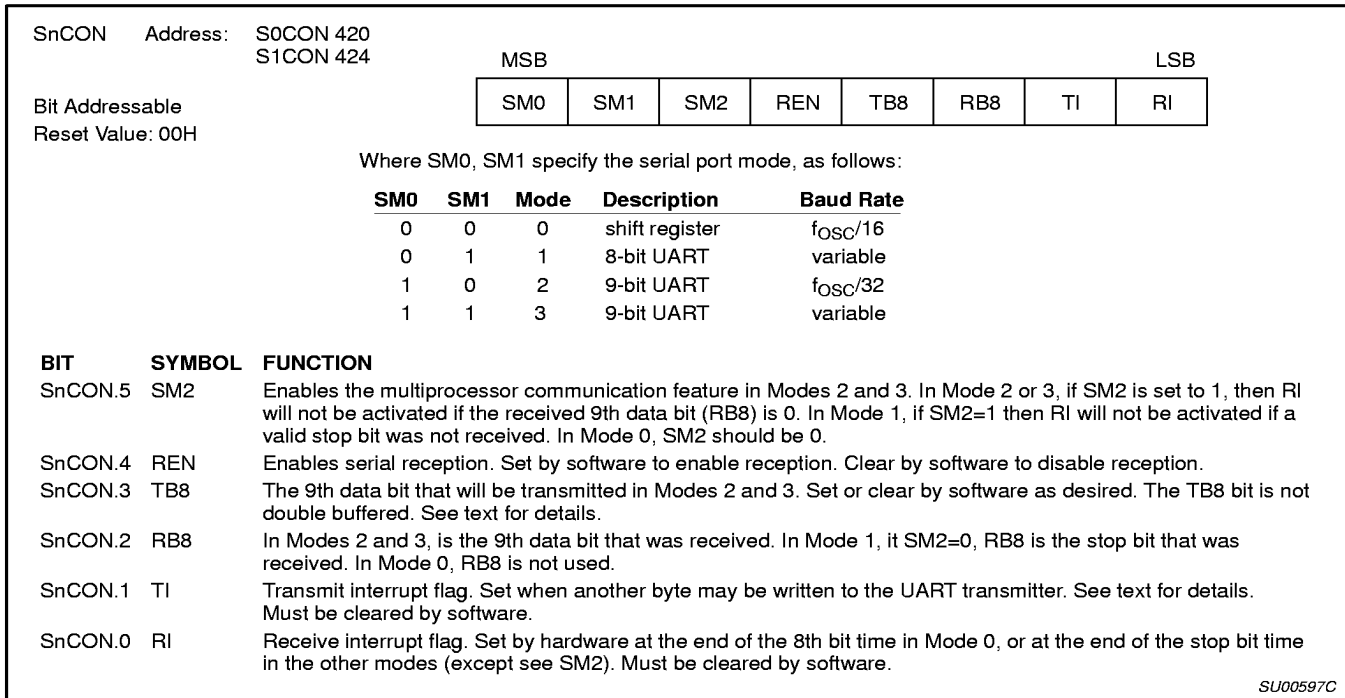 SnCON Address: S0CON 420
S1CON 424
MSB LSB
Bit Addressable
Reset Value: 00H
SM0 SM1 SM2 REN TB8 RB8 TI RI
Where SM0, SM1 specify the serial port mode, as follows:
SM0 SM1 Mode Description Baud Rate
0 0 0 shift register fOSC/16
0 1 1 8-bit UART variable
1 0 2 9-bit UART fOSC/32
1 1 3 9-bit UART variable
BIT SYMBOL FUNCTION
SnCON.5 SM2 Enables the multiprocessor communication feature in Modes 2 and 3. In Mode 2 or 3, if SM2 is set to 1, then RI
will not be activated if the received 9th data bit (RB8) is 0. In Mode 1, if SM2=1 then RI will not be activated if a
valid stop bit was not received. In Mode 0, SM2 should be 0.
SnCON.4 REN Enables serial reception. Set by software to enable reception. Clear by software to disable reception.
SnCON.3 TB8 The 9th data bit that will be transmitted in Modes 2 and 3. Set or clear by software as desired. The TB8 bit is not
double buffered. See text for details.
SnCON.2 RB8 In Modes 2 and 3, is the 9th data bit that was received. In Mode 1, it SM2=0, RB8 is the stop bit that was
received. In Mode 0, RB8 is not used.
SnCON.1 TI Transmit interrupt flag. Set when another byte may be written to the UART transmitter. See text for details.
Must be cleared by software.
SnCON.0 RI Receive interrupt flag. Set by hardware at the end of the 8th bit time in Mode 0, or at the end of the stop bit time
in the other modes (except see SM2). Must be cleared by software.
SU00597C